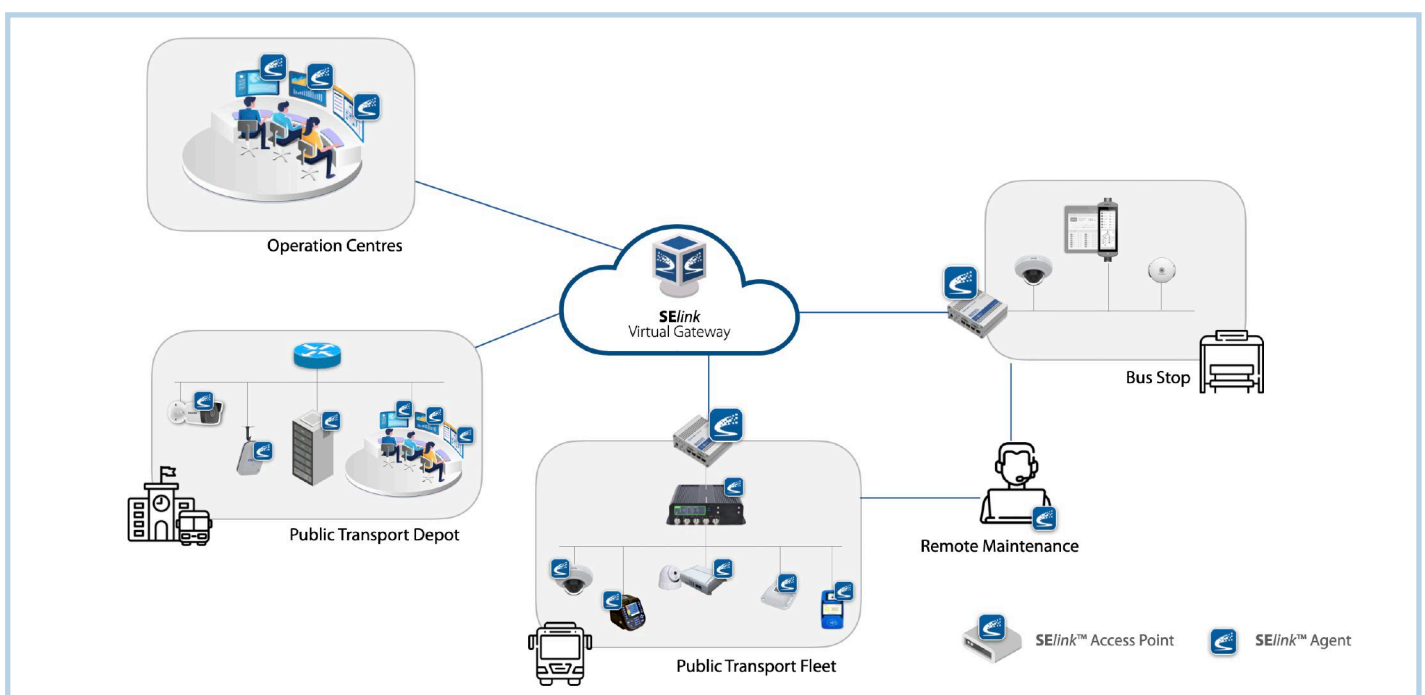 Operation Centres
SElink
Virtual Gateway
Bus Stop
Public Transport Depot
Remote Maintenance
Public Transport Fleet
SElink™ Access Point
SElink™ Agent